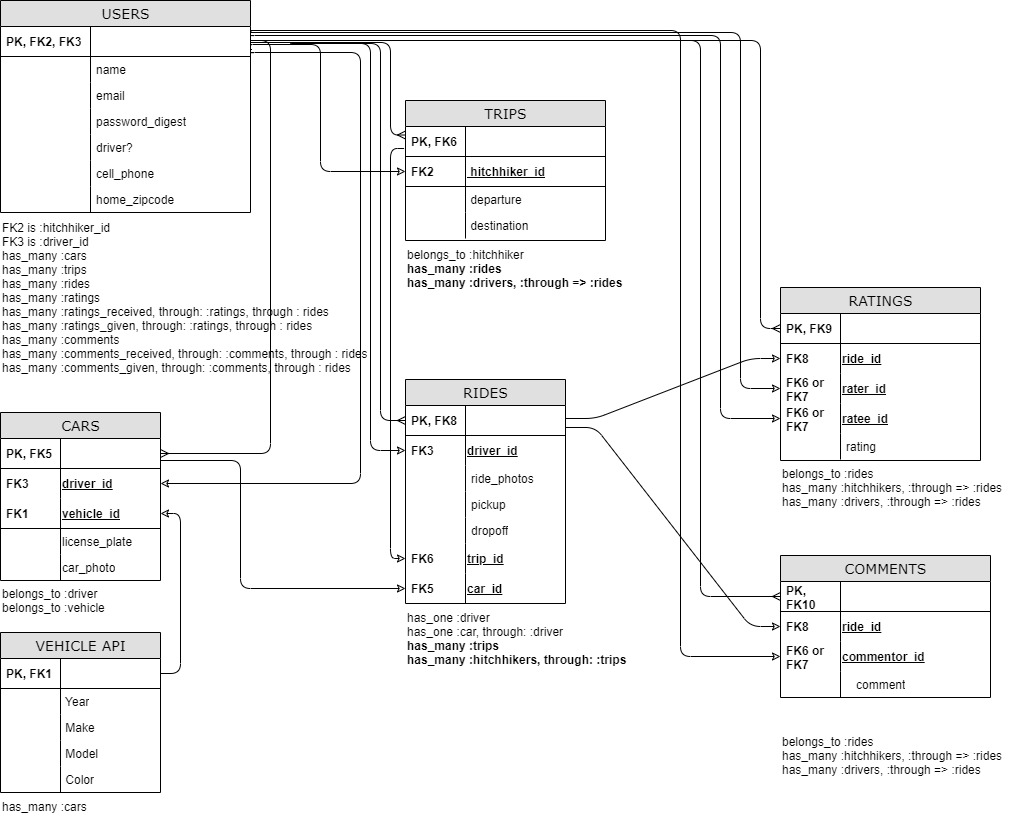 USERS
PK, FK2, FK3
name
email
password_digest
driver?
cell_phone
home_zipcode
FK2 is :hitchhiker_id
FK3 is :driver_id
has_many :cars
has_many :trips
has_many :rides
has_many :ratings
has_many :ratings_received, through: :ratings, through : rides
has_many :ratings_given, through: :ratings, through : rides
has_many :comments
has_many :comments_received, through: :comments, through : rides
has_many :comments_given, through: :comments, through : rides
TRIPS
PK, FK6
FK2 hitchhiker_id
departure
destination
belongs_to :hitchhiker
has_many :rides
has_many :drivers, :through => :rides
RATINGS
PK, FK9
FK8 ride_id
FK6 or
FK7
rater_id
FK6 or
FK7
ratee_id
rating
belongs_to :rides
has_many :hitchhikers, :through => :rides
has_many :drivers, :through => :rides
RIDES
PK, FK8
FK3 driver_id
ride_photos
pickup
dropoff
FK6 trip_id
FK5 car_id
has_one :driver
has_one :car, through: :driver
has_many :trips
has_many :hitchhikers, through: :trips
CARS
PK, FK5
FK3 driver_id
FK1 vehicle_id
license_plate
car_photo
belongs_to :driver
belongs_to :vehicle
VEHICLE API
PK, FK1
Year
Make
Model
Color
has_many :cars
COMMENTS
PK,
FK10
FK8 ride_id
FK6 or
FK7
commentor_id
comment
belongs_to :rides
has_many :hitchhikers, :through => :rides
has_many :drivers, :through => :rides